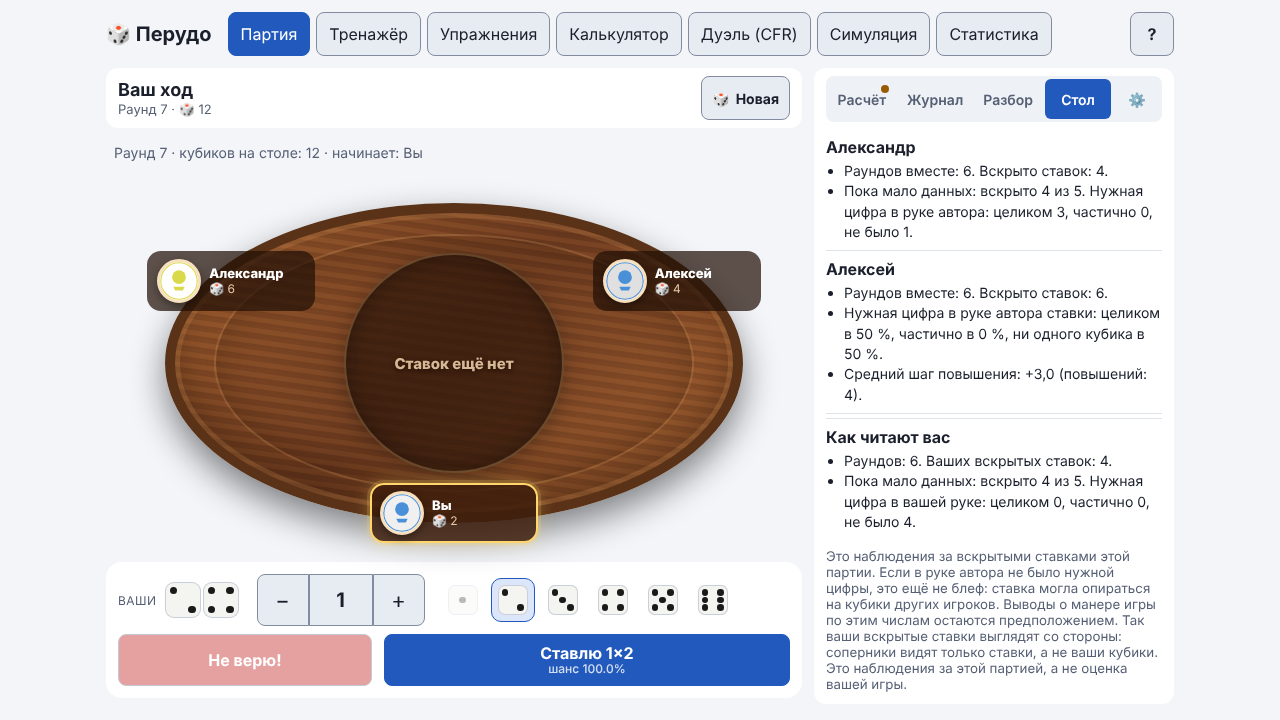 🎲 Перудо
Партия
Тренажёр
Упражнения
Калькулятор
Дуэль (CFR)
Симуляция
Статистика
?
Ваш ход
Раунд 7 · 🎲 12
🎲 Новая
Раунд 7 · кубиков на столе: 12 · начинает: Вы
Александр
🎲 6
Алексей
🎲 4
Ставок ещё нет
Вы
🎲 2
ВАШИ
−
1
+
Не верю!
Ставлю 1×2
шанс 100.0%
Расчёт
Журнал
Разбор
Стол
⚙️
Александр
• Раундов вместе: 6. Вскрыто ставок: 4.
• Пока мало данных: вскрыто 4 из 5. Нужная
цифра в руке автора: целиком 3, частично 0,
не было 1.
Алексей
• Раундов вместе: 6. Вскрыто ставок: 6.
• Нужная цифра в руке автора ставки: целиком
в 50 %, частично в 0 %, ни одного кубика в
50 %.
• Средний шаг повышения: +3,0 (повышений:
4).
Как читают вас
• Раундов: 6. Ваших вскрытых ставок: 4.
• Пока мало данных: вскрыто 4 из 5. Нужная
цифра в вашей руке: целиком 0, частично 0,
не было 4.
Это наблюдения за вскрытыми ставками этой
партии. Если в руке автора не было нужной
цифры, это ещё не блеф: ставка могла опираться
на кубики других игроков. Выводы о манере игры
по этим числам остаются предположением. Так
ваши вскрытые ставки выглядят со стороны:
соперники видят только ставки, а не ваши кубики.
Это наблюдения за этой партией, а не оценка
вашей игры.